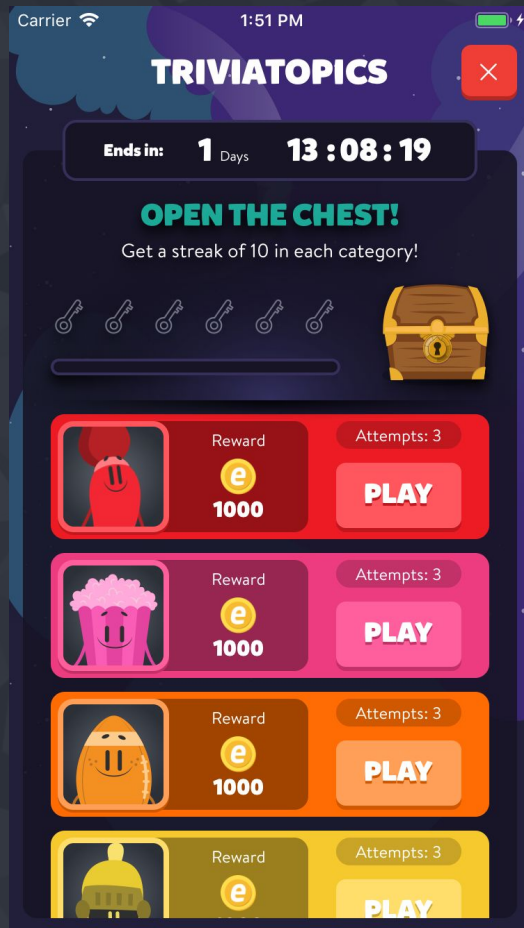 Carrier 1:51 PM
TRIVIATOPICS
Ends in: 1 Days 13 : 08 : 19
OPEN THE CHEST!
Get a streak of 10 in each category!
Attempts: 3
Reward
e
1000
PLAY
Attempts: 3
Reward
e
1000
PLAY
Attempts: 3
Reward
e
1000
PLAY
Attempts: 3
Reward
e
PLAY